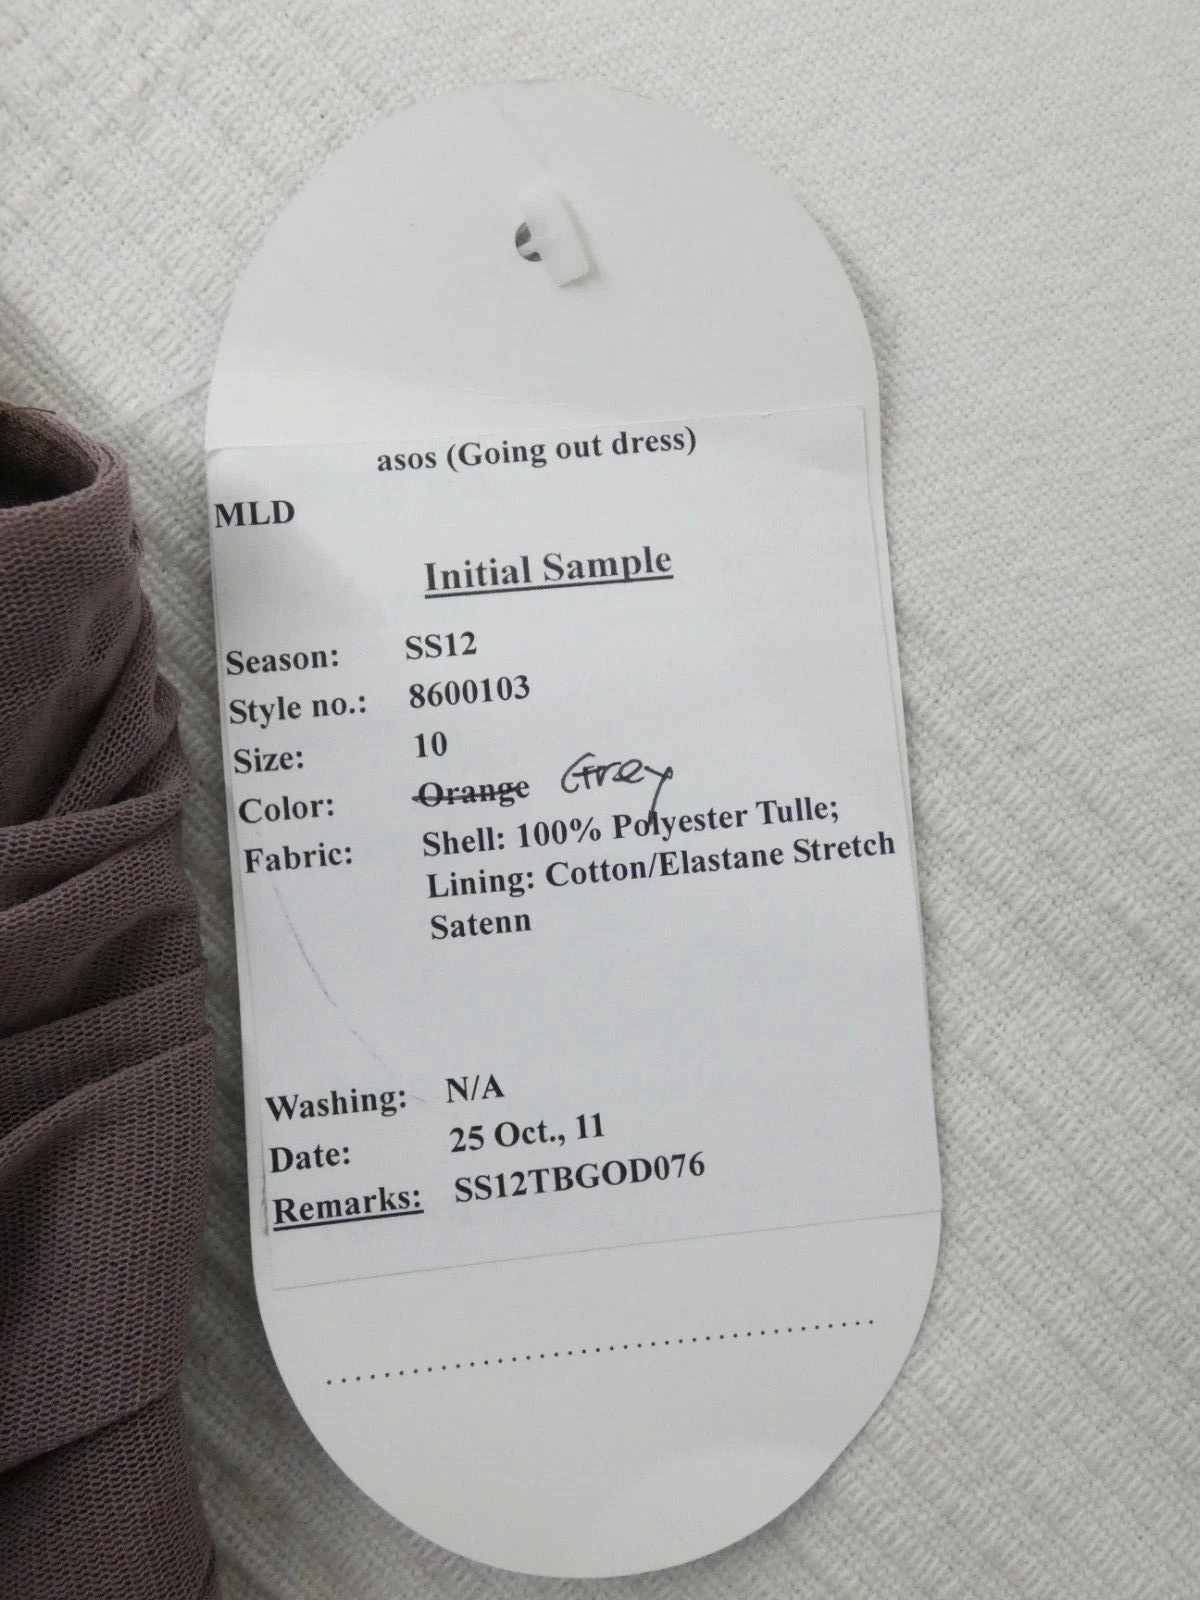 asos (Going out dress)
MLD
Initial Sample
Season: SS12
Style no.: 8600103
Size: 10
Color: Orange Grey
Fabric: Shell: 100% Polyester Tulle;
Lining: Cotton/Elastane Stretch
Satenn
Washing: N/A
Date: 25 Oct., 11
Remarks: SS12TBGOD076